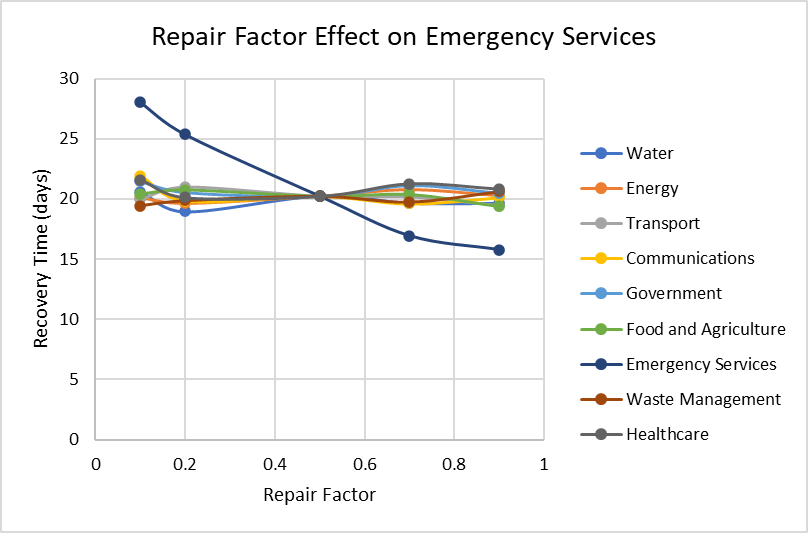 Repair Factor Effect on Emergency Services
30
25
20
15
10
5
0
Recovery Time (days)
0 0.2 0.4 0.6 0.8 1
Repair Factor
Water
Energy
Transport
Communications
Government
Food and Agriculture
Emergency Services
Waste Management
Healthcare